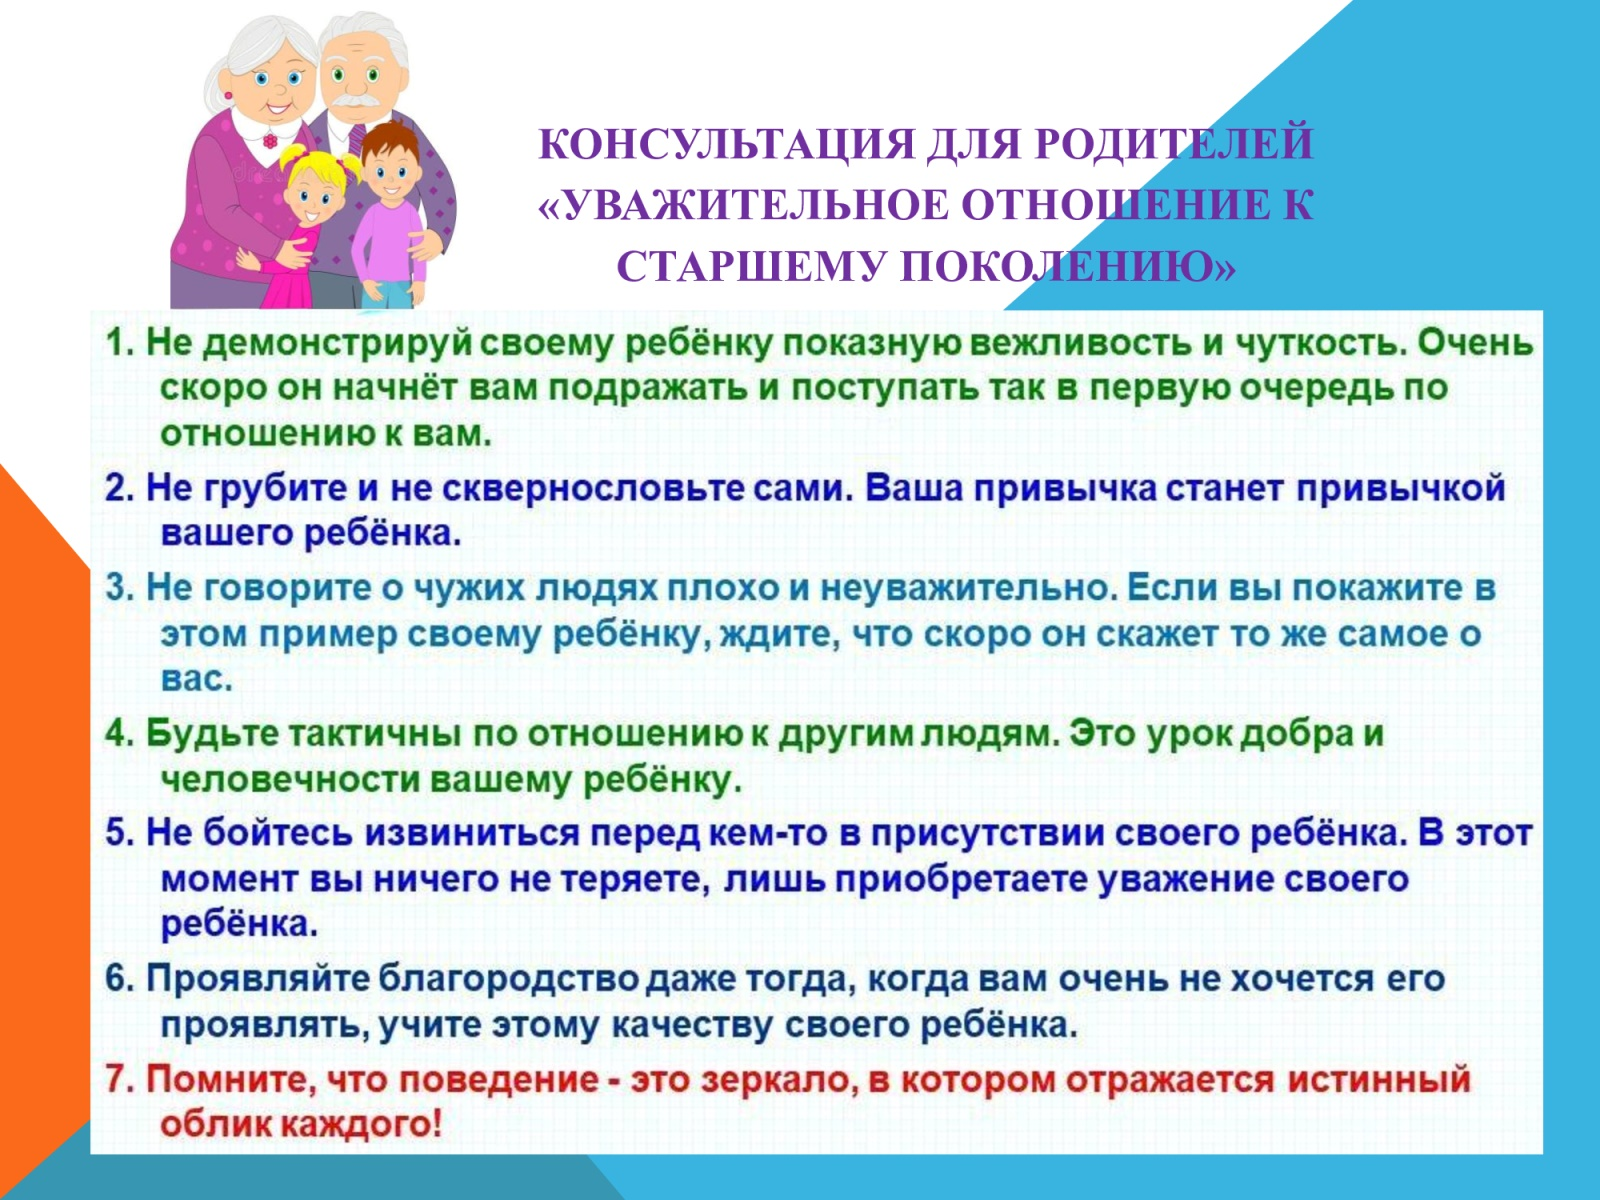 КОНСУЛЬТАЦИЯ ДЛЯ РОДИТЕЛЕЙ
«УВАЖИТЕЛЬНОЕ ОТНОШЕНИЕ К
СТАРШЕМУ ПОКОЛЕНИЮ»
1. Не демонстрируй своему ребёнку показную вежливость и чуткость. Очень
скоро он начнёт вам подражать и поступать так в первую очередь по
отношению к вам.
2. Не грубите и не сквернословьте сами. Ваша привычка станет привычкой
вашего ребёнка.
3. Не говорите о чужих людях плохо и неуважительно. Если вы покажите в
этом пример своему ребёнку, ждите, что скоро он скажет то же самое о
вас.
4. Будьте тактичны по отношению к другим людям. Это урок добра и
человечности вашему ребёнку.
5. Не бойтесь извиниться перед кем-то в присутствии своего ребёнка. В этот
момент вы ничего не теряете, лишь приобретаете уважение своего
ребёнка.
6. Проявляйте благородство даже тогда, когда вам очень не хочется его
проявлять, учите этому качеству своего ребёнка.
7. Помните, что поведение - это зеркало, в котором отражается истинный
облик каждого!